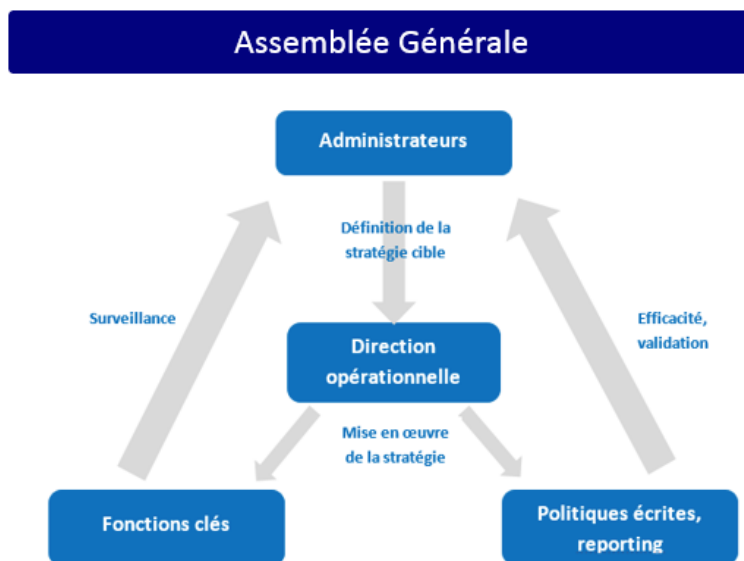 Assemblée Générale
Administrateurs
Définition de la
stratégie cible
Surveillance
Efficacité,
validation
Direction
opérationnelle
Mise en œuvre
de la stratégie
Fonctions clés
Politiques écrites,
reporting